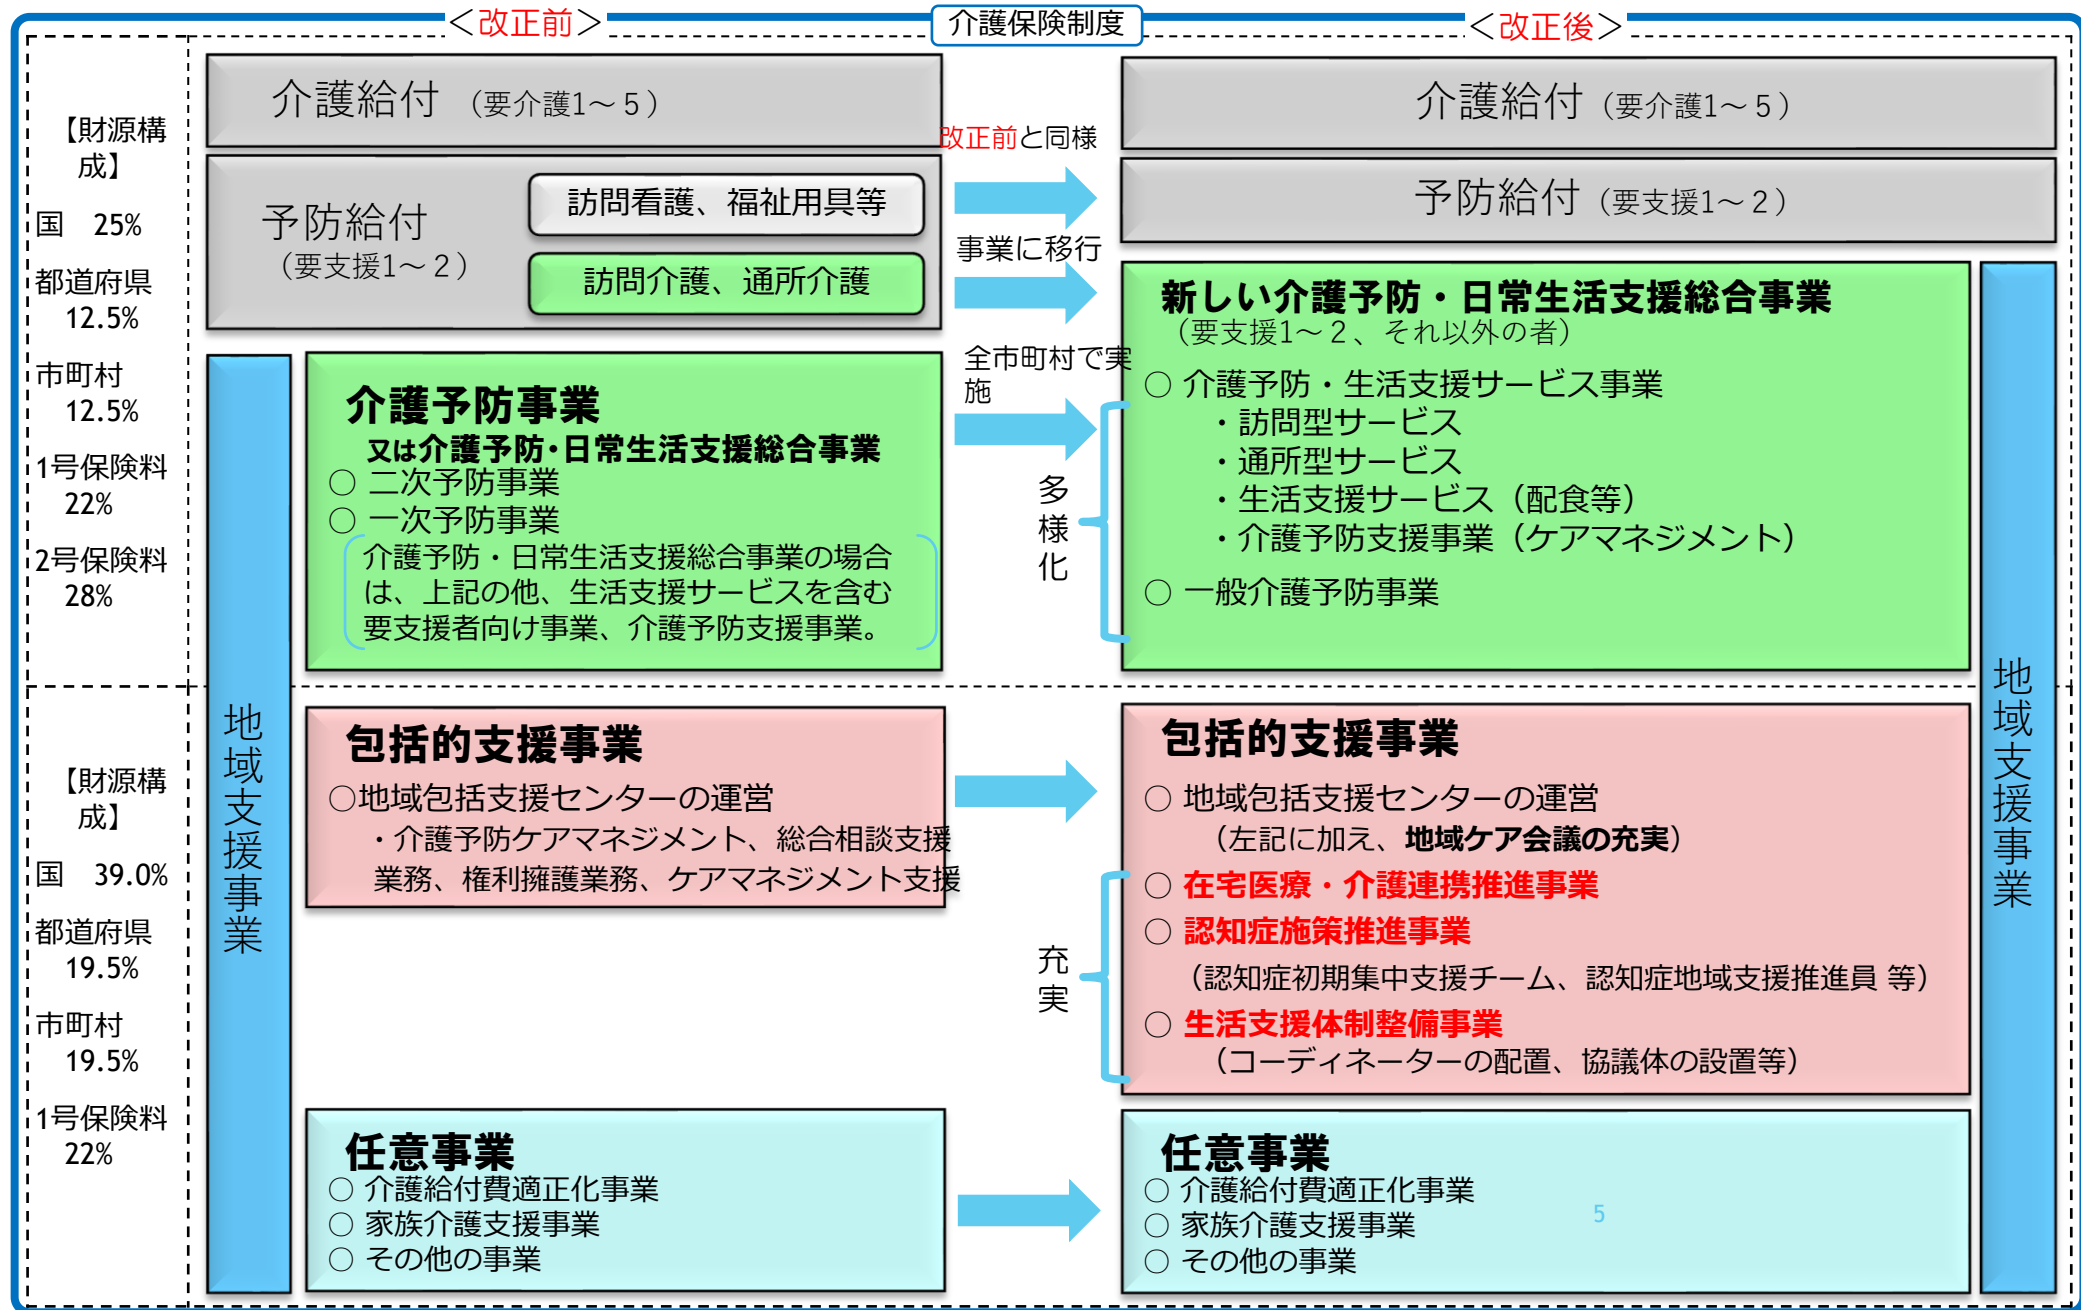 ＜改正前＞
介護保険制度
＜改正後＞
【財源構
成】
国　25%
都道府県
12.5%
市町村
12.5%
1号保険料
22%
2号保険料
28%
介護給付 （要介護1～５）
予防給付
（要支援1～２）
訪問看護、福祉用具等
訪問介護、通所介護
改正前と同様
事業に移行
全市町村で実
施
多様化
介護給付（要介護1～５）
予防給付（要支援1～２）
介護予防事業
又は介護予防・日常生活支援総合事業
○ 二次予防事業
○ 一次予防事業
介護予防・日常生活支援総合事業の場合
は、上記の他、生活支援サービスを含む
要支援者向け事業、介護予防支援事業。
新しい介護予防・日常生活支援総合事業
（要支援1～２、それ以外の者）
○ 介護予防・生活支援サービス事業
・訪問型サービス
・通所型サービス
・生活支援サービス（配食等）
・介護予防支援事業（ケアマネジメント）
○ 一般介護予防事業
【財源構
成】
国　39.0%
都道府県
19.5%
市町村
19.5%
1号保険料
22%
地域支援事業
包括的支援事業
○地域包括支援センターの運営
・介護予防ケアマネジメント、総合相談支援
業務、権利擁護業務、ケアマネジメント支援
充実
包括的支援事業
○ 地域包括支援センターの運営
（左記に加え、地域ケア会議の充実）
○ 在宅医療・介護連携推進事業
○ 認知症施策推進事業
（認知症初期集中支援チーム、認知症地域支援推進員 等）
○ 生活支援体制整備事業
（コーディネーターの配置、協議体の設置等）
地域支援事業
任意事業
○ 介護給付費適正化事業
○ 家族介護支援事業
○ その他の事業
任意事業
○ 介護給付費適正化事業
○ 家族介護支援事業
○ その他の事業
5